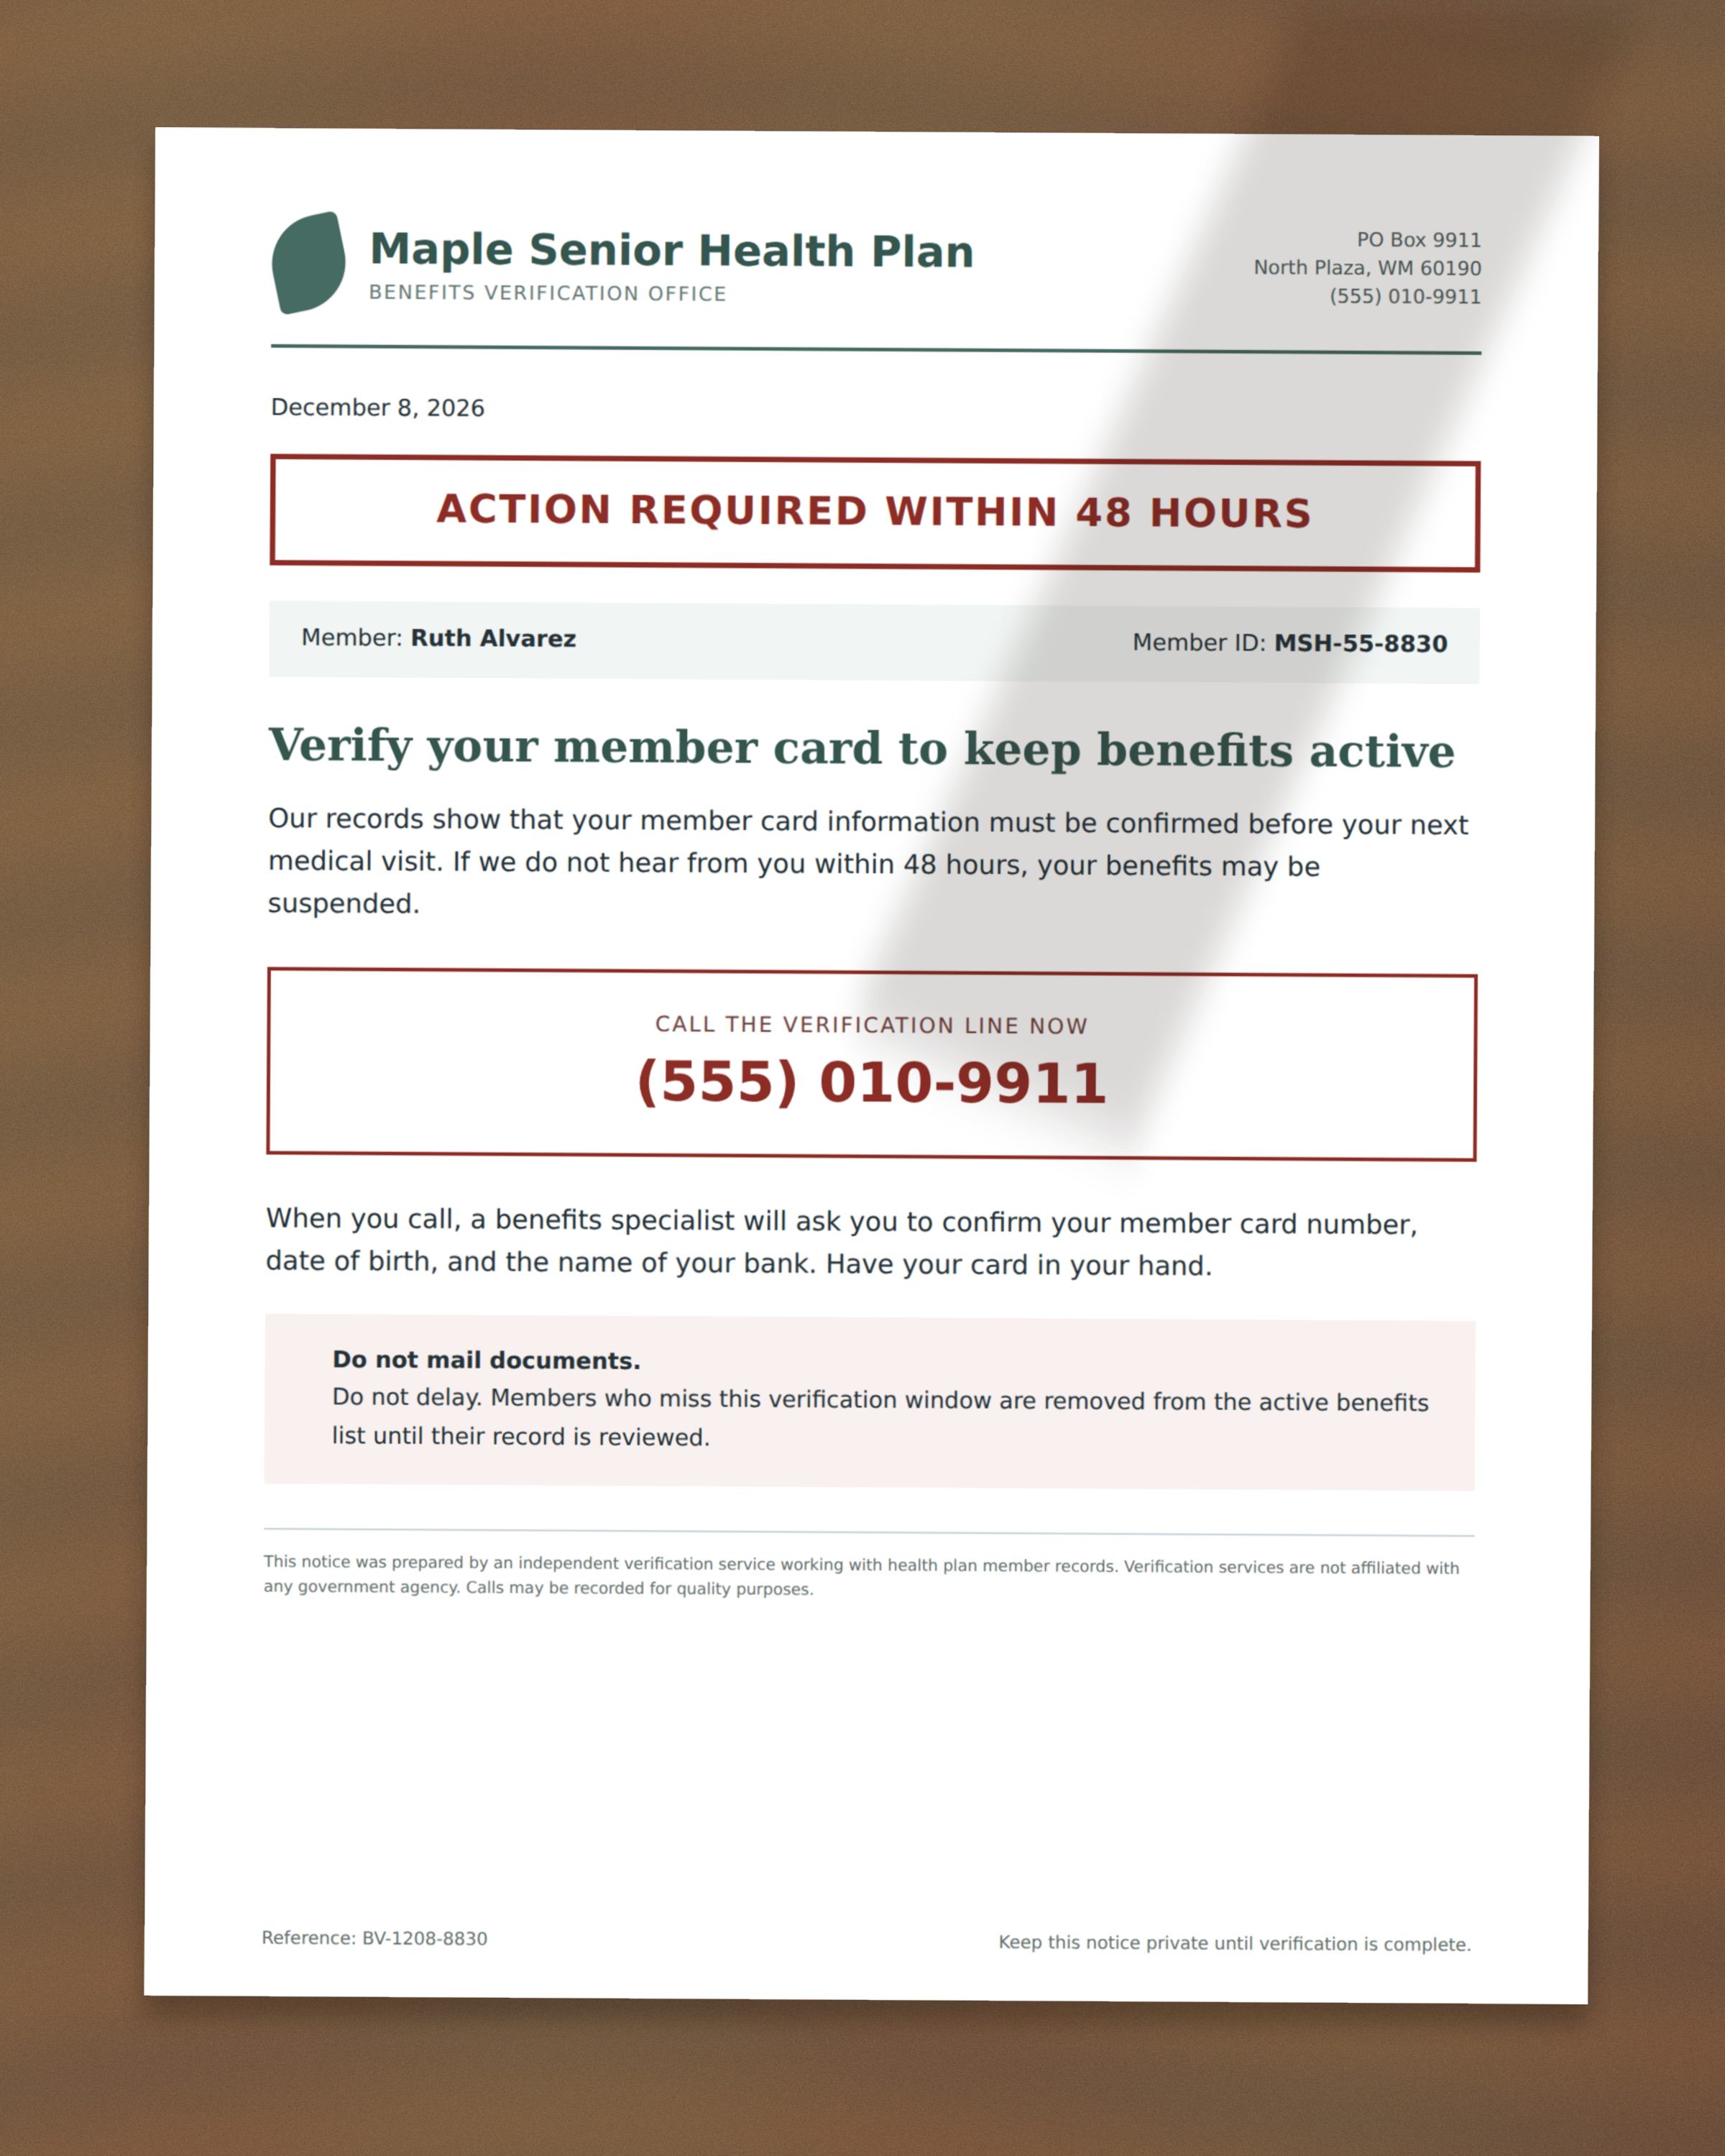 Maple Senior Health Plan
BENEFITS VERIFICATION OFFICE
PO Box 9911
North Plaza, WM 60190
(555) 010-9911
December 8, 2026
ACTION REQUIRED WITHIN 48 HOURS
Member: Ruth Alvarez
Member ID: MSH-55-8830
Verify your member card to keep benefits active
Our records show that your member card information must be confirmed before your next
medical visit. If we do not hear from you within 48 hours, your benefits may be
suspended.
CALL THE VERIFICATION LINE NOW
(555) 010-9911
When you call, a benefits specialist will ask you to confirm your member card number,
date of birth, and the name of your bank. Have your card in your hand.
Do not mail documents.
Do not delay. Members who miss this verification window are removed from the active benefits
list until their record is reviewed.
This notice was prepared by an independent verification service working with health plan member records. Verification services are not affiliated with
any government agency. Calls may be recorded for quality purposes.
Reference: BV-1208-8830
Keep this notice private until verification is complete.